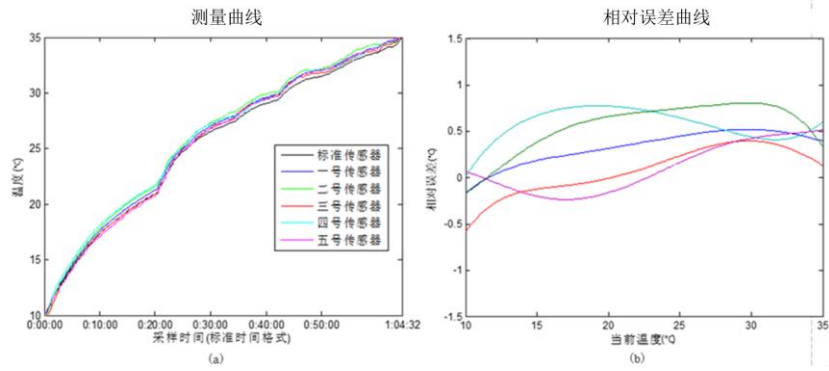 测量曲线
相对误差曲线
35
30
25
20
15
10
温度(℃)
标准传感器
一号传感器
二号传感器
三号传感器
四号传感器
五号传感器
0:00:00
0:10:00
0:20:00
0:30:00
0:40:00
0:50:00
1:04:32
采样时间(标准时间格式)
(a)
1.5
1
0.5
0
-0.5
-1
-1.5
相对误差(℃)
10
15
20
25
30
35
当前温度(℃)
(b)